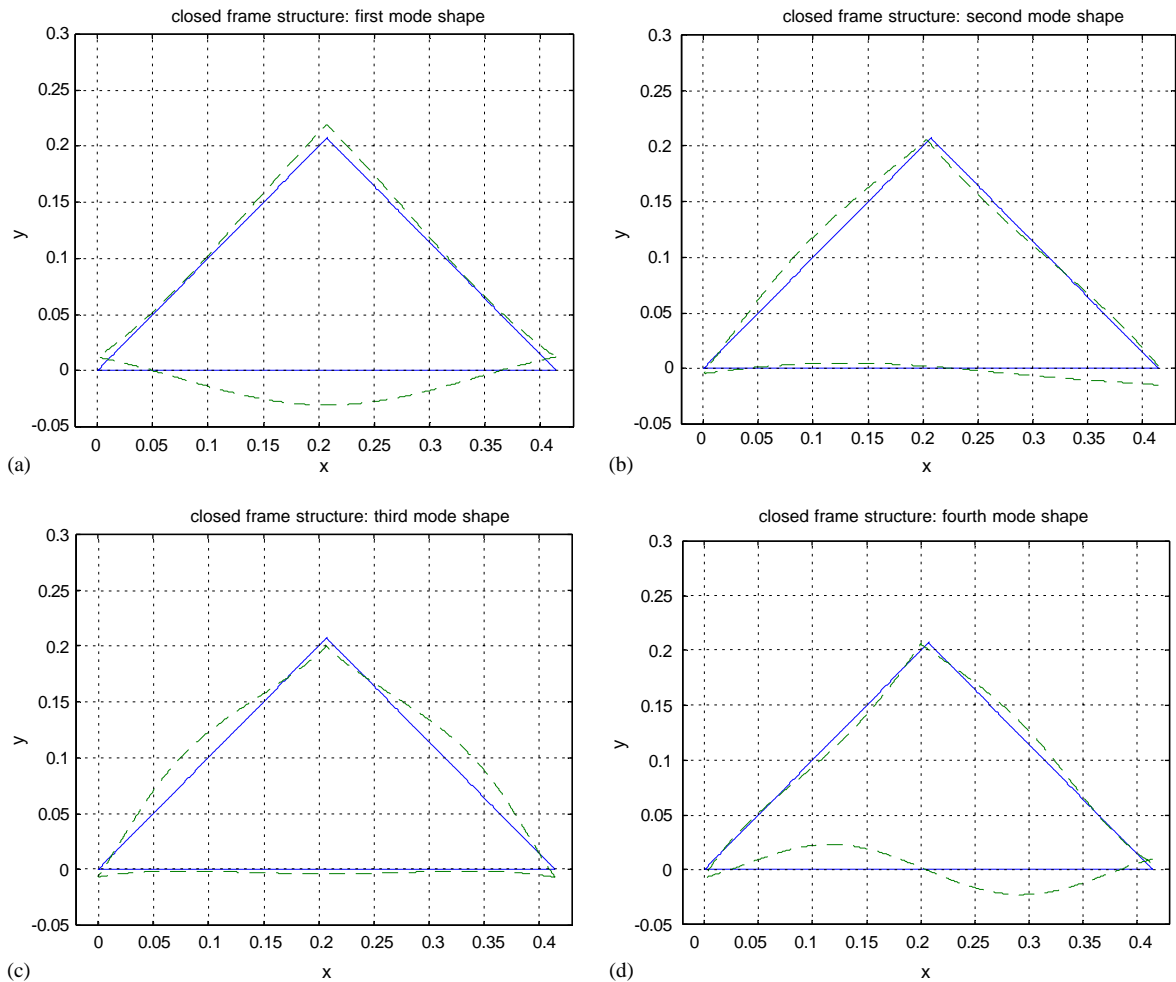 closed frame structure: first mode shape
0.3
0.25
0.2
0.15
0.1
0.05
0
-0.05
y
0 0.05 0.1 0.15 0.2 0.25 0.3 0.35 0.4
x
(a)
closed frame structure: second mode shape
0.3
0.25
0.2
0.15
0.1
0.05
0
-0.05
y
0 0.05 0.1 0.15 0.2 0.25 0.3 0.35 0.4
x
(b)
closed frame structure: third mode shape
0.3
0.25
0.2
0.15
0.1
0.05
0
-0.05
y
0 0.05 0.1 0.15 0.2 0.25 0.3 0.35 0.4
x
(c)
closed frame structure: fourth mode shape
0.3
0.25
0.2
0.15
0.1
0.05
0
-0.05
y
0 0.05 0.1 0.15 0.2 0.25 0.3 0.35 0.4
x
(d)